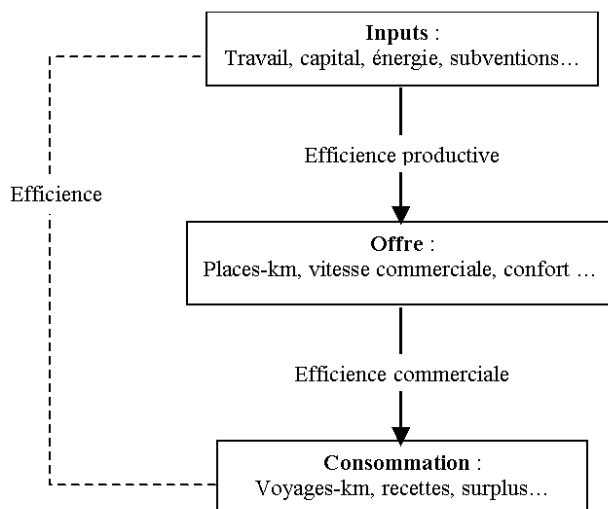 Inputs :
Travail, capital, énergie, subventions…
Efficience productive
Efficience
Offre :
Places-km, vitesse commerciale, confort …
Efficience commerciale
Consommation :
Voyages-km, recettes, surplus…